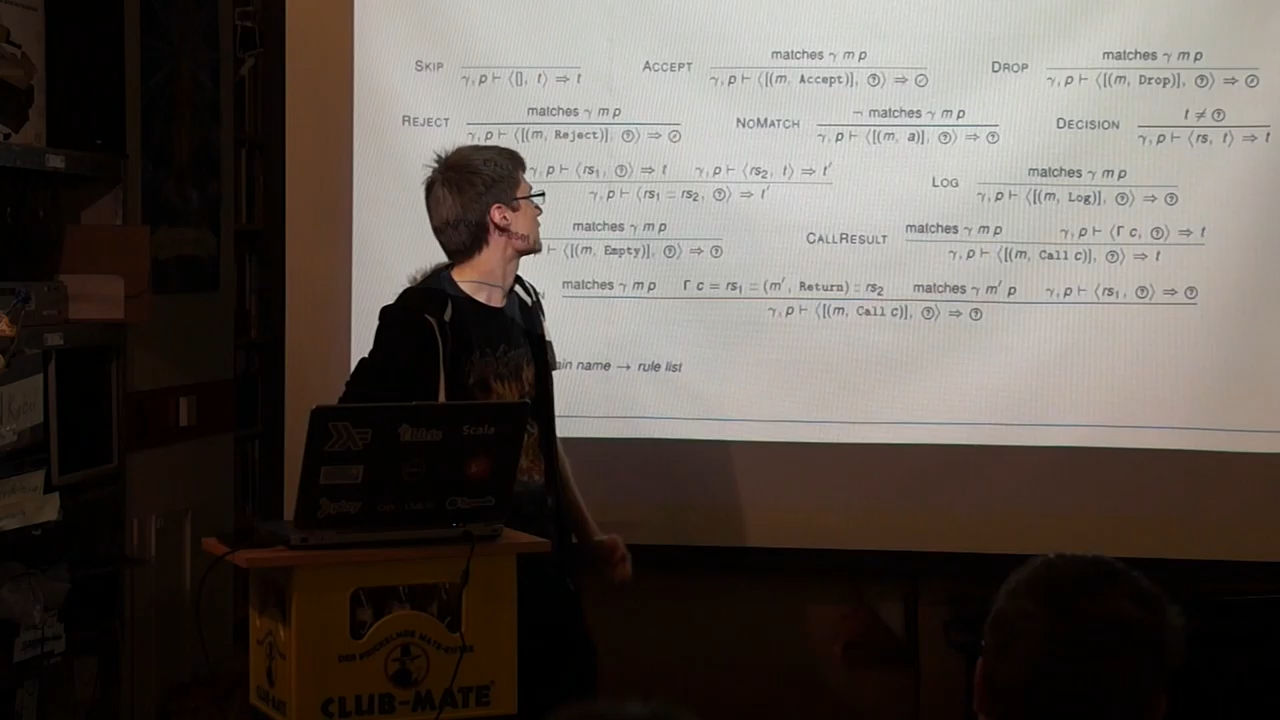 SKIP γ, p ⊢ ⟨[], t⟩ ⇒ t
ACCEPT matches γ m p
γ, p ⊢ ⟨[(m, Accept)], ?⟩ ⇒ ✓
DROP matches γ m p
γ, p ⊢ ⟨[(m, Drop)], ?⟩ ⇒
REJECT matches γ m p
γ, p ⊢ ⟨[(m, Reject)], ?⟩ ⇒
NOMATCH ¬ matches γ m p
γ, p ⊢ ⟨[(m, a)], ?⟩ ⇒ ?
DECISION t ≠ ?
γ, p ⊢ ⟨rs, t⟩ ⇒ t
γ, p ⊢ ⟨rs₁, ?⟩ ⇒ t γ, p ⊢ ⟨rs₂, t⟩ ⇒ t′
γ, p ⊢ ⟨rs₁ :: rs₂, ?⟩ ⇒ t′
LOG matches γ m p
γ, p ⊢ ⟨[(m, Log)], ?⟩ ⇒ ?
matches γ m p
⊢ ⟨[(m, Empty)], ?⟩ ⇒ ?
CALLRESULT matches γ m p γ, p ⊢ ⟨Γ c, ?⟩ ⇒ t
γ, p ⊢ ⟨[(m, Call c)], ?⟩ ⇒ t
matches γ m p Γ c = rs₁ :: (m′, Return) :: rs₂ matches γ m′ p γ, p ⊢ ⟨rs₁, ?⟩ ⇒ ?
γ, p ⊢ ⟨[(m, Call c)], ?⟩ ⇒ ?
name → rule list
Scala
CLUB-MATE